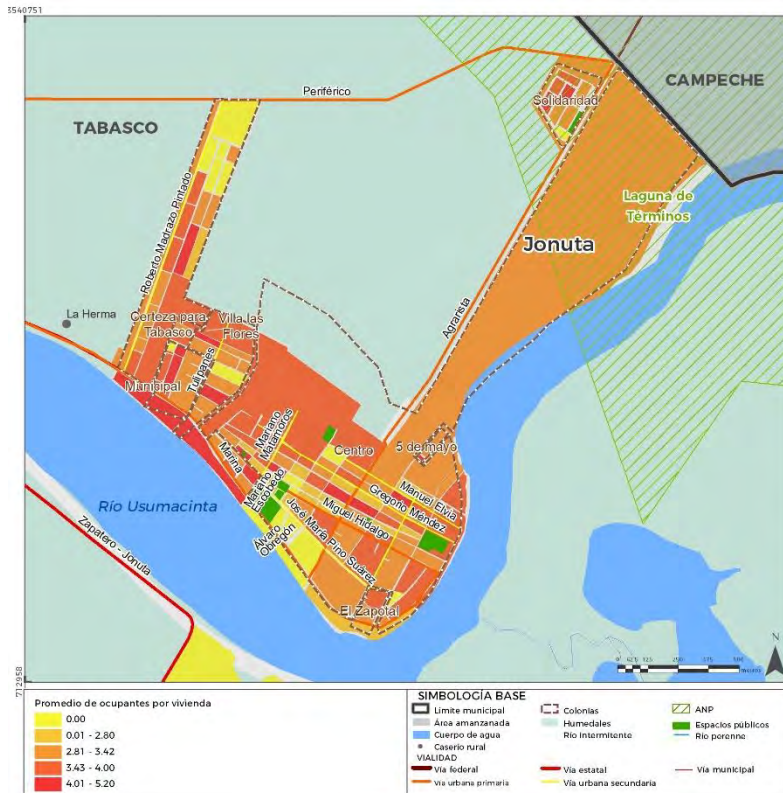 3540751
CAMPECHE
Periférico
Solidaridad
TABASCO
Roberto Madrazo Pintado
Laguna de
Términos
Jonuta
Agrarista
La Herma
Certeza para
Tabasco
Villa las
Flores
Tulipanes
Municipal
Mariano
Matamoros
Centro
5 de mayo
Marina
Mariano
Escobedo
Manuel Elvia
Gregorio Méndez
Miguel Hidalgo
José María Pino Suárez
Álvaro
Obregón
Río Usumacinta
Zapatero - Jonuta
El Zapotal
N
712958
Promedio de ocupantes por vivienda
0.00
0.01 - 2.80
2.81 - 3.42
3.43 - 4.00
4.01 - 5.20
SIMBOLOGÍA BASE
Límite municipal
Colonias
ANP
Área amanzanada
Humedales
Espacios públicos
Cuerpo de agua
Río intermitente
Río perenne
Caserío rural
VIALIDAD
Vía federal
Vía estatal
Vía municipal
Vía urbana primaria
Vía urbana secundaria